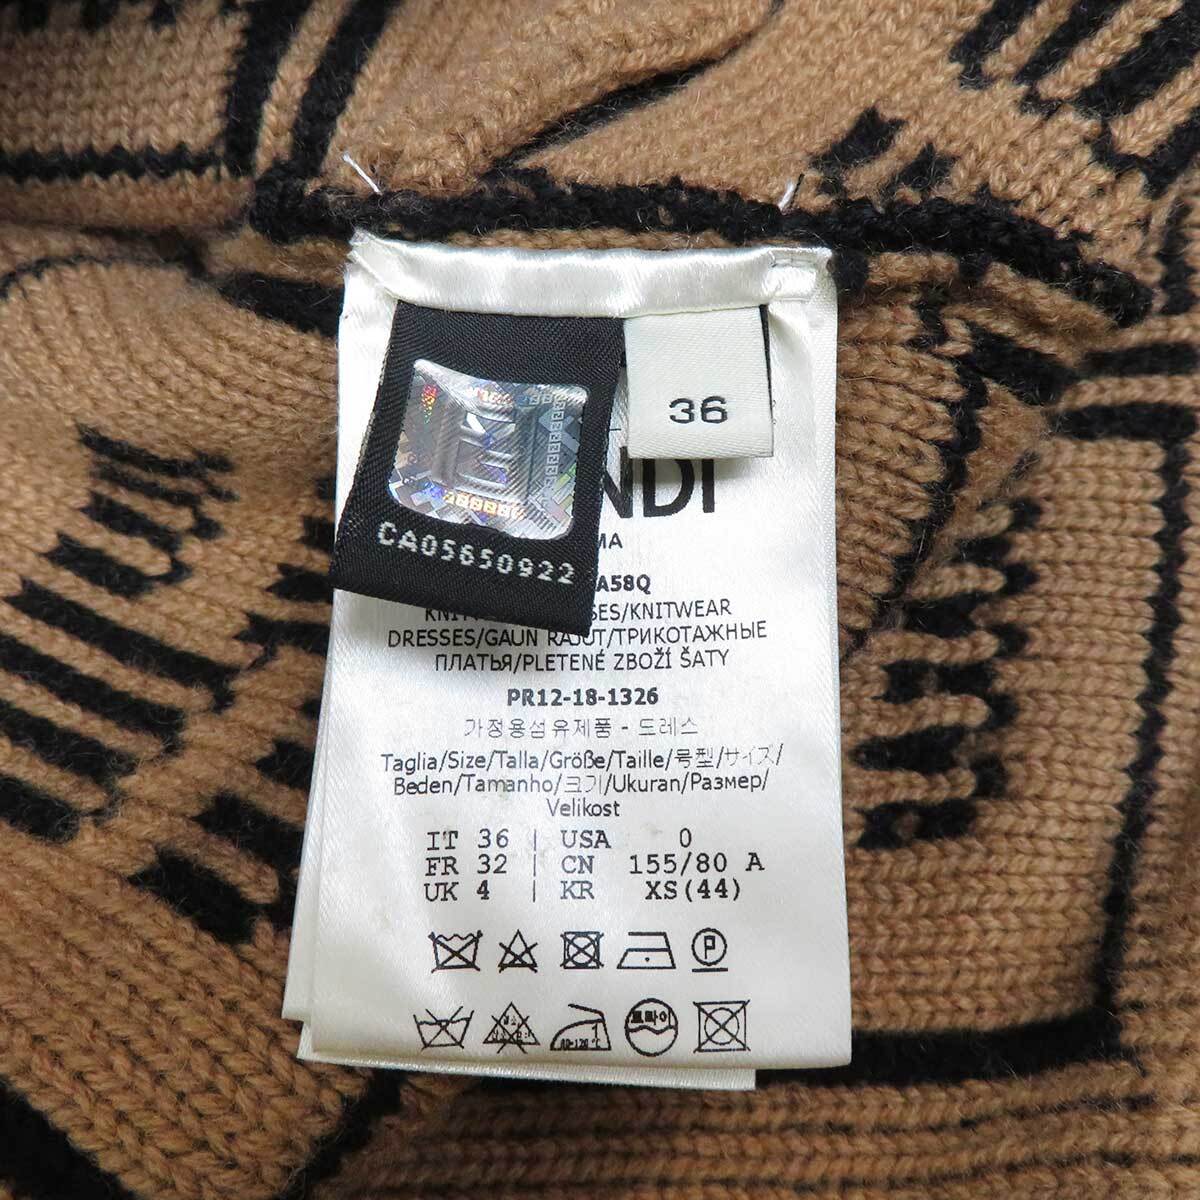 36
CA05650922
NDI
MA
A58Q
SES/KNITWEAR
DRESSES/GAUN RAJUT/ТРИКОТАЖНЫЕ
ПЛАТЬЯ/PLETENÉ ZBOŽÍ ŠATY
PR12-18-1326
가정용섬유제품 - 드레스
Taglia/Size/Talla/Größe/Taille/号型/サイズ/
Beden/Tamanho/크기/Ukuran/Размер/
Velikost
IT 36 | USA 0
FR 32 | CN 155/80 A
UK 4 | KR XS(44)
P
드라이